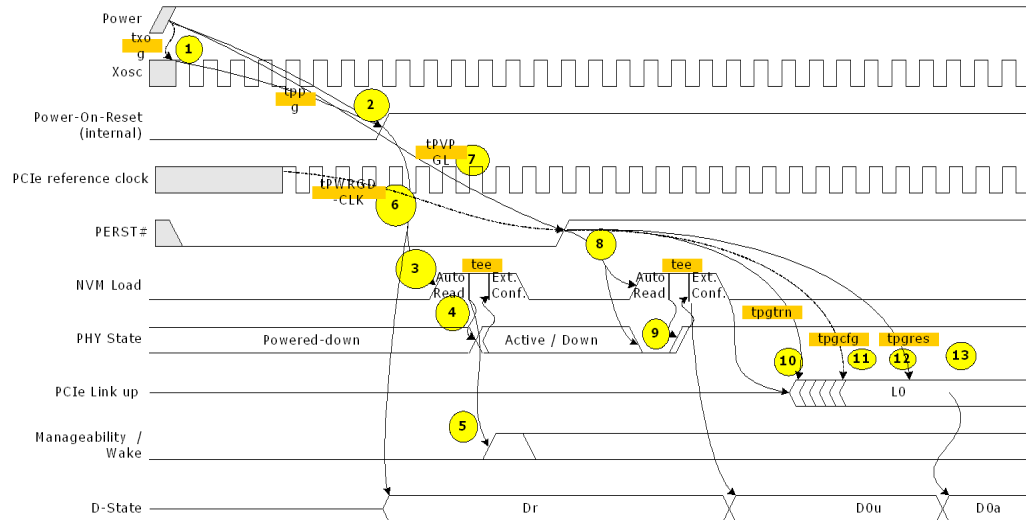 Power
txo
g
1
Xosc
tpp
g
2
Power-On-Reset
(internal)
tPVP
GL
7
PCIe reference clock
tPWRGD
-CLK
6
PERST#
8
3
tee
tee
NVM Load
Auto
Read
Ext.
Conf.
Auto
Read
Ext.
Conf.
4
tpgtrn
PHY State
Powered-down
Active / Down
9
tpgcfg
tpgres
10
11
12
13
PCIe Link up
L0
5
Manageability /
Wake
D-State
Dr
D0u
D0a